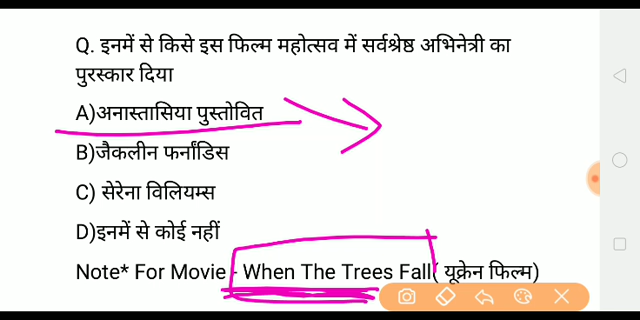 Q. इनमें से किसे इस फिल्म महोत्सव में सर्वश्रेष्ठ अभिनेत्री का
पुरस्कार दिया
A)अनास्तासिया पुस्तोवित
B)जैकलीन फर्नांडिस
C) सेरेना विलियम्स
D)इनमें से कोई नहीं
Note* For Movie - When The Trees Fall( यूक्रेन फिल्म)